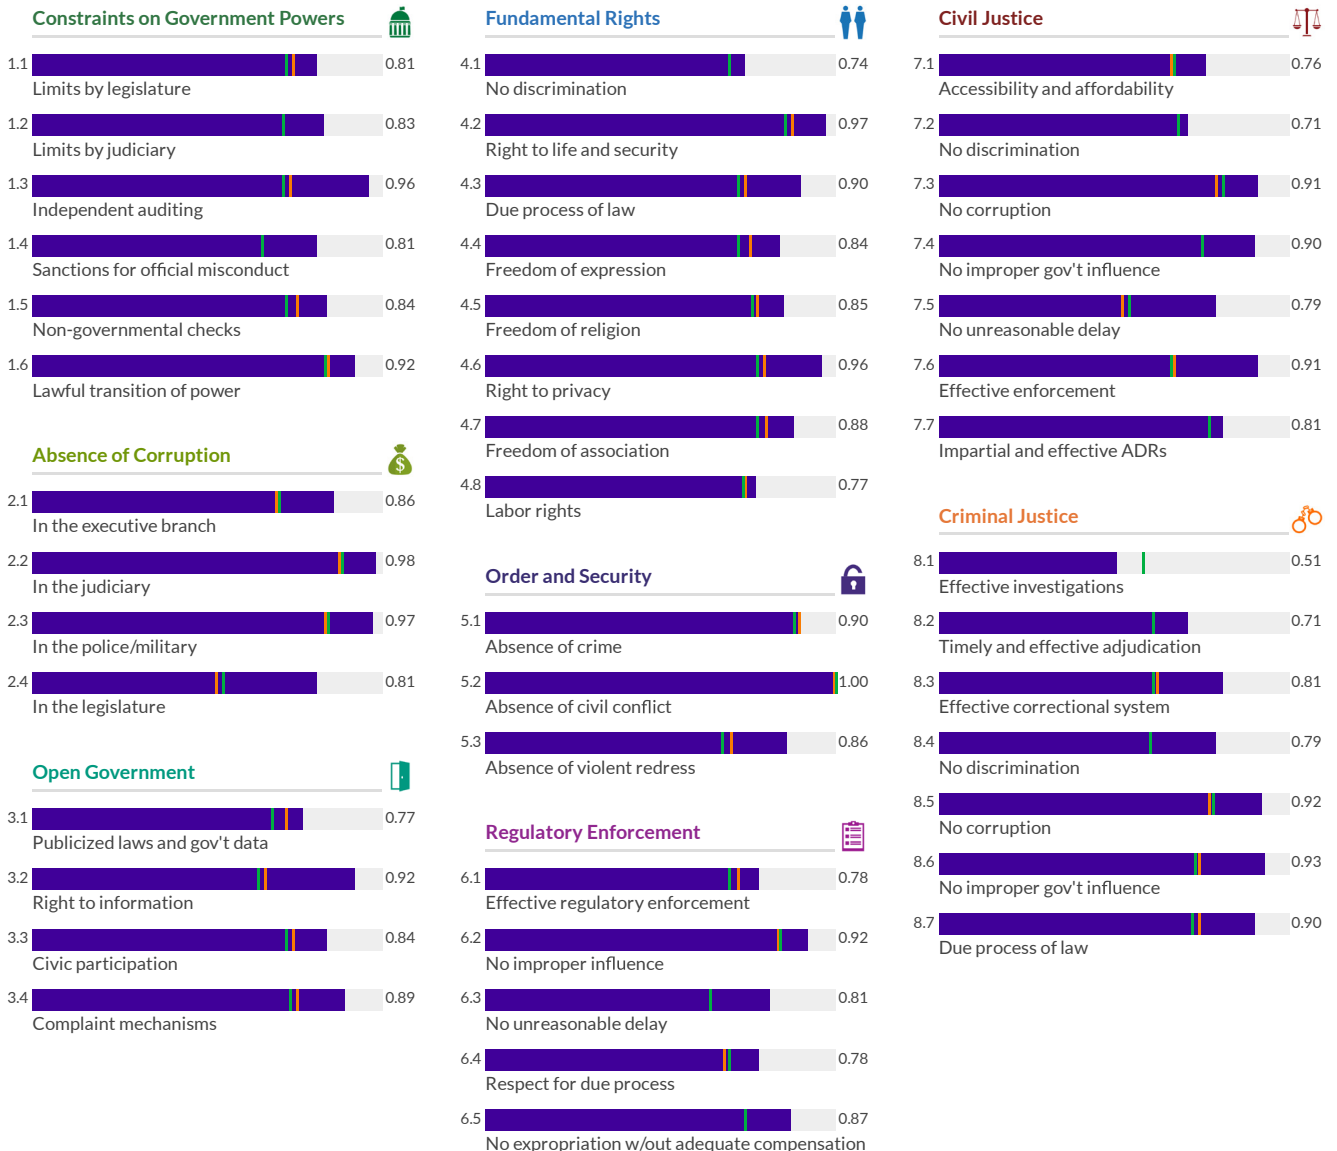 Constraints on Government Powers
1.1 0.81
Limits by legislature
1.2 0.83
Limits by judiciary
1.3 0.96
Independent auditing
1.4 0.81
Sanctions for official misconduct
1.5 0.84
Non-governmental checks
1.6 0.92
Lawful transition of power
Absence of Corruption
$
2.1 0.86
In the executive branch
2.2 0.98
In the judiciary
2.3 0.97
In the police/military
2.4 0.81
In the legislature
Open Government
3.1 0.77
Publicized laws and gov't data
3.2 0.92
Right to information
3.3 0.84
Civic participation
3.4 0.89
Complaint mechanisms
Fundamental Rights
4.1 0.74
No discrimination
4.2 0.97
Right to life and security
4.3 0.90
Due process of law
4.4 0.84
Freedom of expression
4.5 0.85
Freedom of religion
4.6 0.96
Right to privacy
4.7 0.88
Freedom of association
4.8 0.77
Labor rights
Order and Security
5.1 0.90
Absence of crime
5.2 1.00
Absence of civil conflict
5.3 0.86
Absence of violent redress
Regulatory Enforcement
6.1 0.78
Effective regulatory enforcement
6.2 0.92
No improper influence
6.3 0.81
No unreasonable delay
6.4 0.78
Respect for due process
6.5 0.87
No expropriation w/out adequate compensation
Civil Justice
7.1 0.76
Accessibility and affordability
7.2 0.71
No discrimination
7.3 0.91
No corruption
7.4 0.90
No improper gov't influence
7.5 0.79
No unreasonable delay
7.6 0.91
Effective enforcement
7.7 0.81
Impartial and effective ADRs
Criminal Justice
8.1 0.51
Effective investigations
8.2 0.71
Timely and effective adjudication
8.3 0.81
Effective correctional system
8.4 0.79
No discrimination
8.5 0.92
No corruption
8.6 0.93
No improper gov't influence
8.7 0.90
Due process of law